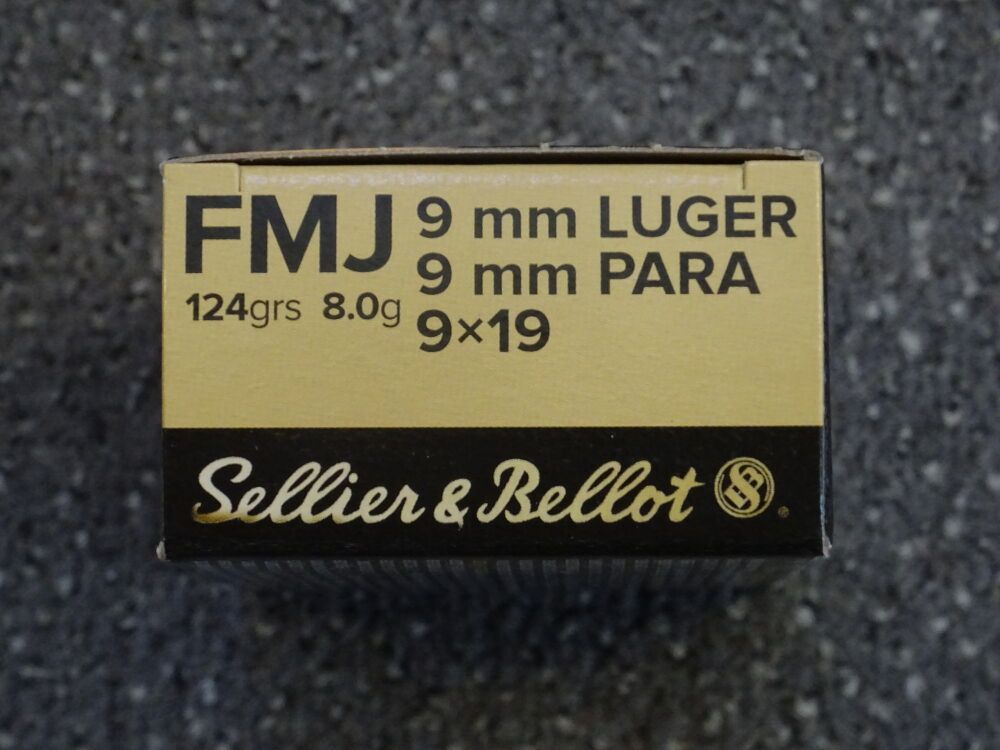 FMJ
124grs 8.0g
9 mm LUGER
9 mm PARA
9×19
Sellier & Bellot